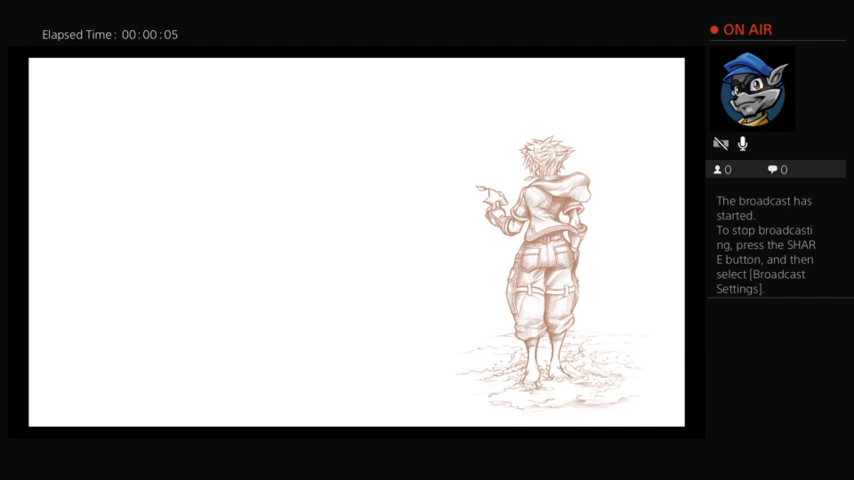 Elapsed Time: 00:00:05
ON AIR
0 0
The broadcast has
started.
To stop broadcasti
ng, press the SHAR
E button, and then
select [Broadcast
Settings].